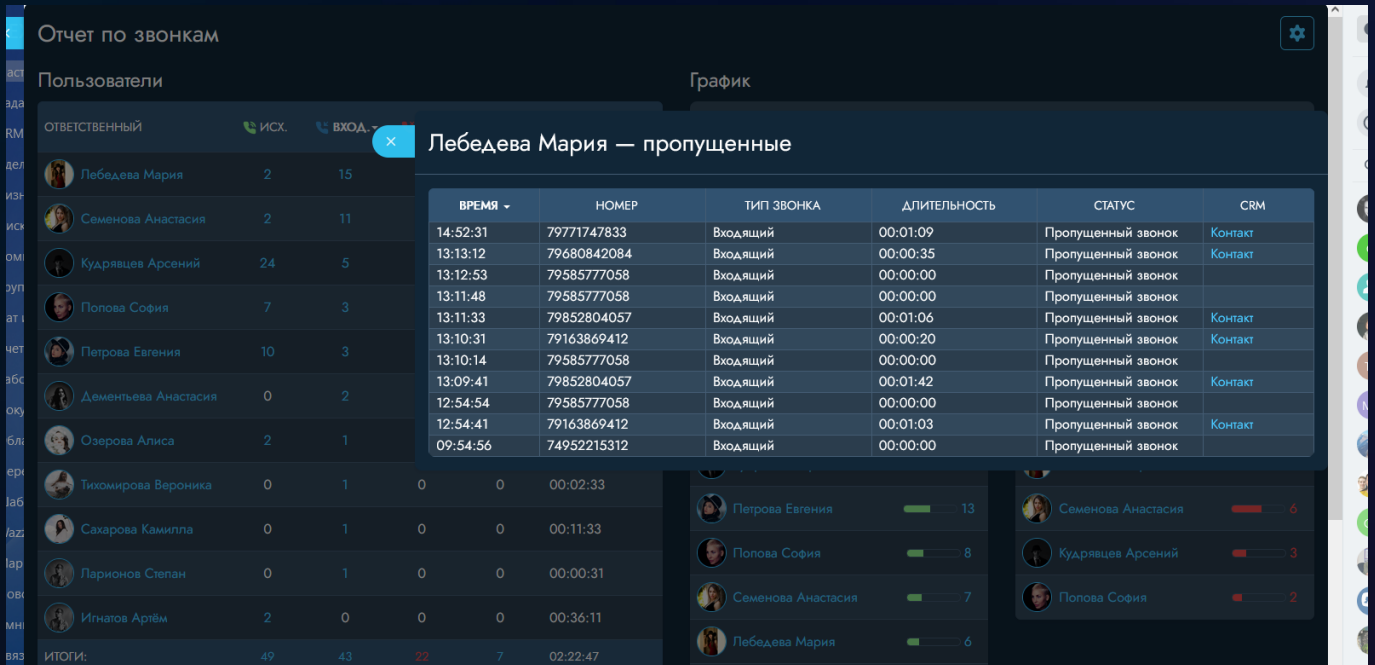 Отчет по звонкам
Пользователи
График
ОТВЕТСТВЕННЫЙ ИСХ. ВХОД.
Лебедева Мария 2 15
Семенова Анастасия 2 11
Кудрявцев Арсений 24 5
Попова София 7 3
Петрова Евгения 10 3
Дементьева Анастасия 0 2
Озерова Алиса 2 1
Тихомирова Вероника 0 1 0 0 00:02:33
Сахарова Камилла 0 1 0 0 00:11:33
Ларионов Степан 0 1 0 0 00:00:31
Игнатов Артём 2 0 0 0 00:36:11
ИТОГИ: 49 43 22 7 02:22:47
Лебедева Мария — пропущенные
ВРЕМЯ НОМЕР ТИП ЗВОНКА ДЛИТЕЛЬНОСТЬ СТАТУС CRM
14:52:31 79771747833 Входящий 00:01:09 Пропущенный звонок Контакт
13:13:12 79680842084 Входящий 00:00:35 Пропущенный звонок Контакт
13:12:53 79585777058 Входящий 00:00:00 Пропущенный звонок
13:11:48 79585777058 Входящий 00:00:00 Пропущенный звонок
13:11:33 79852804057 Входящий 00:01:06 Пропущенный звонок Контакт
13:10:31 79163869412 Входящий 00:00:20 Пропущенный звонок Контакт
13:10:14 79585777058 Входящий 00:00:00 Пропущенный звонок
13:09:41 79852804057 Входящий 00:01:42 Пропущенный звонок Контакт
12:54:54 79585777058 Входящий 00:00:00 Пропущенный звонок
12:54:41 79163869412 Входящий 00:01:03 Пропущенный звонок Контакт
09:54:56 74952215312 Входящий 00:00:00 Пропущенный звонок
Петрова Евгения 13
Попова София 8
Семенова Анастасия 7
Лебедева Мария 6
Семенова Анастасия 6
Кудрявцев Арсений 3
Попова София 2